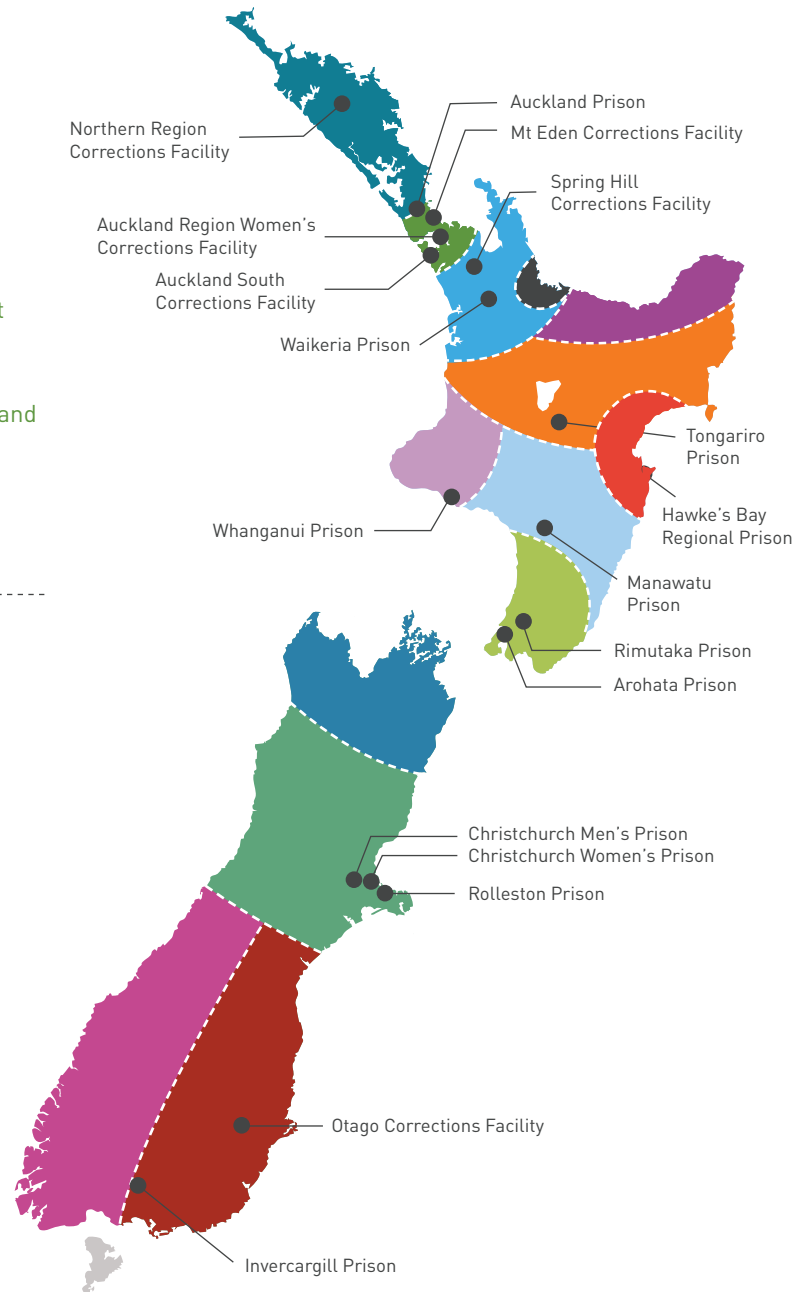 Auckland Prison
Northern Region
Corrections Facility
Mt Eden Corrections Facility
Spring Hill
Corrections Facility
Auckland Region Women's
Corrections Facility
Auckland South
Corrections Facility
t
Waikeria Prison
and
Tongariro
Prison
Hawke's Bay
Regional Prison
Whanganui Prison
Manawatu
Prison
Rimutaka Prison
Arohata Prison
Christchurch Men's Prison
Christchurch Women's Prison
Rolleston Prison
Otago Corrections Facility
Invercargill Prison